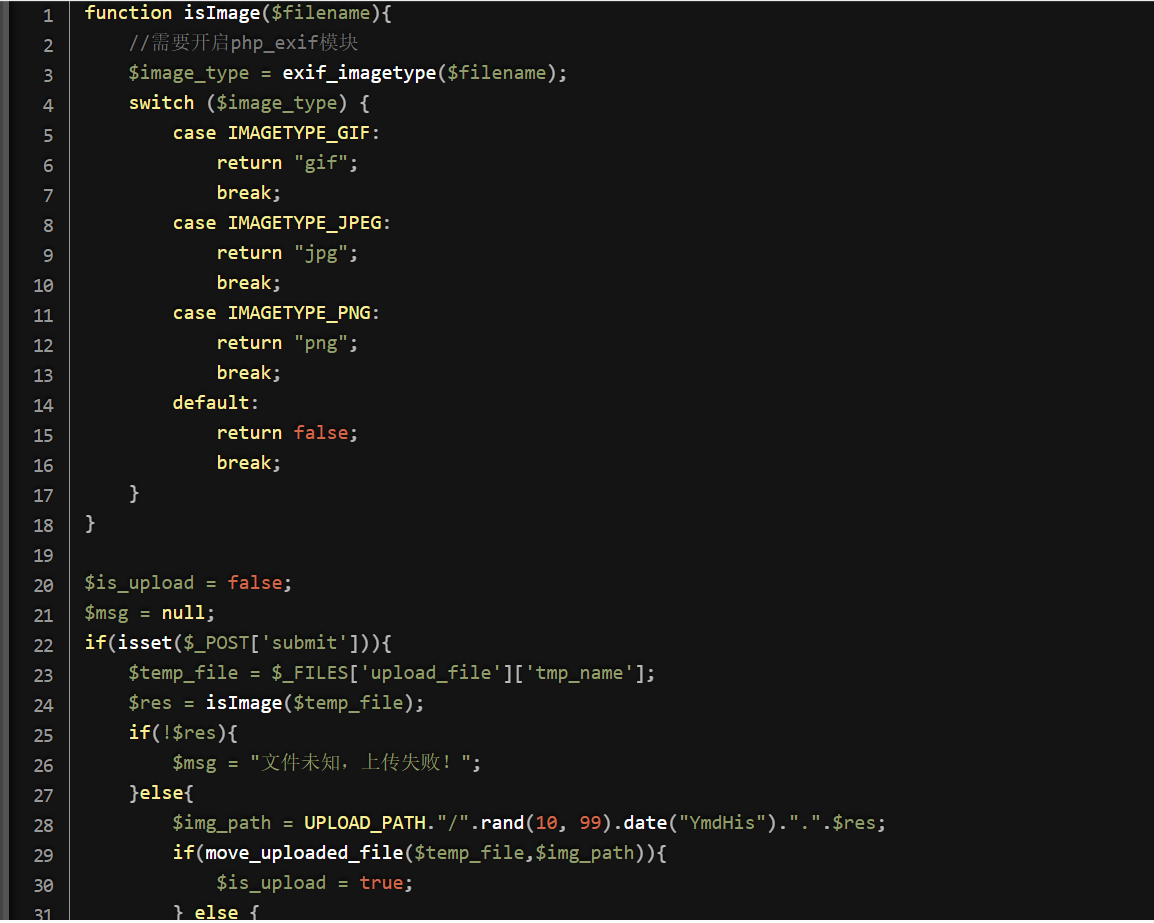 1 function isImage($filename){
2     //需要开启php_exif模块
3     $image_type = exif_imagetype($filename);
4     switch ($image_type) {
5         case IMAGETYPE_GIF:
6             return "gif";
7             break;
8         case IMAGETYPE_JPEG:
9             return "jpg";
10             break;
11         case IMAGETYPE_PNG:
12             return "png";
13             break;
14         default:
15             return false;
16             break;
17     }
18 }
19
20 $is_upload = false;
21 $msg = null;
22 if(isset($_POST['submit'])){
23     $temp_file = $_FILES['upload_file']['tmp_name'];
24     $res = isImage($temp_file);
25     if(!$res){
26         $msg = "文件未知，上传失败！";
27     }else{
28         $img_path = UPLOAD_PATH."/".rand(10, 99).date("YmdHis").".".$res;
29         if(move_uploaded_file($temp_file,$img_path)){
30             $is_upload = true;
31         } else {